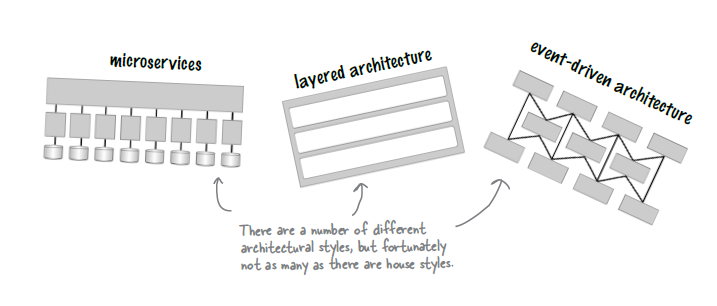 microservices
layered architecture
event-driven architecture
There are a number of different
architectural styles, but fortunately
not as many as there are house styles.